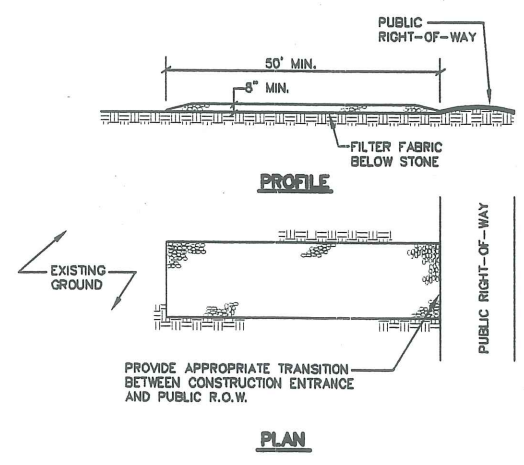 PUBLIC
RIGHT-OF-WAY
50' MIN.
8" MIN.
FILTER FABRIC
BELOW STONE
PROFILE
EXISTING
GROUND
PUBLIC RIGHT-OF-WAY
PROVIDE APPROPRIATE TRANSITION
BETWEEN CONSTRUCTION ENTRANCE
AND PUBLIC R.O.W.
PLAN